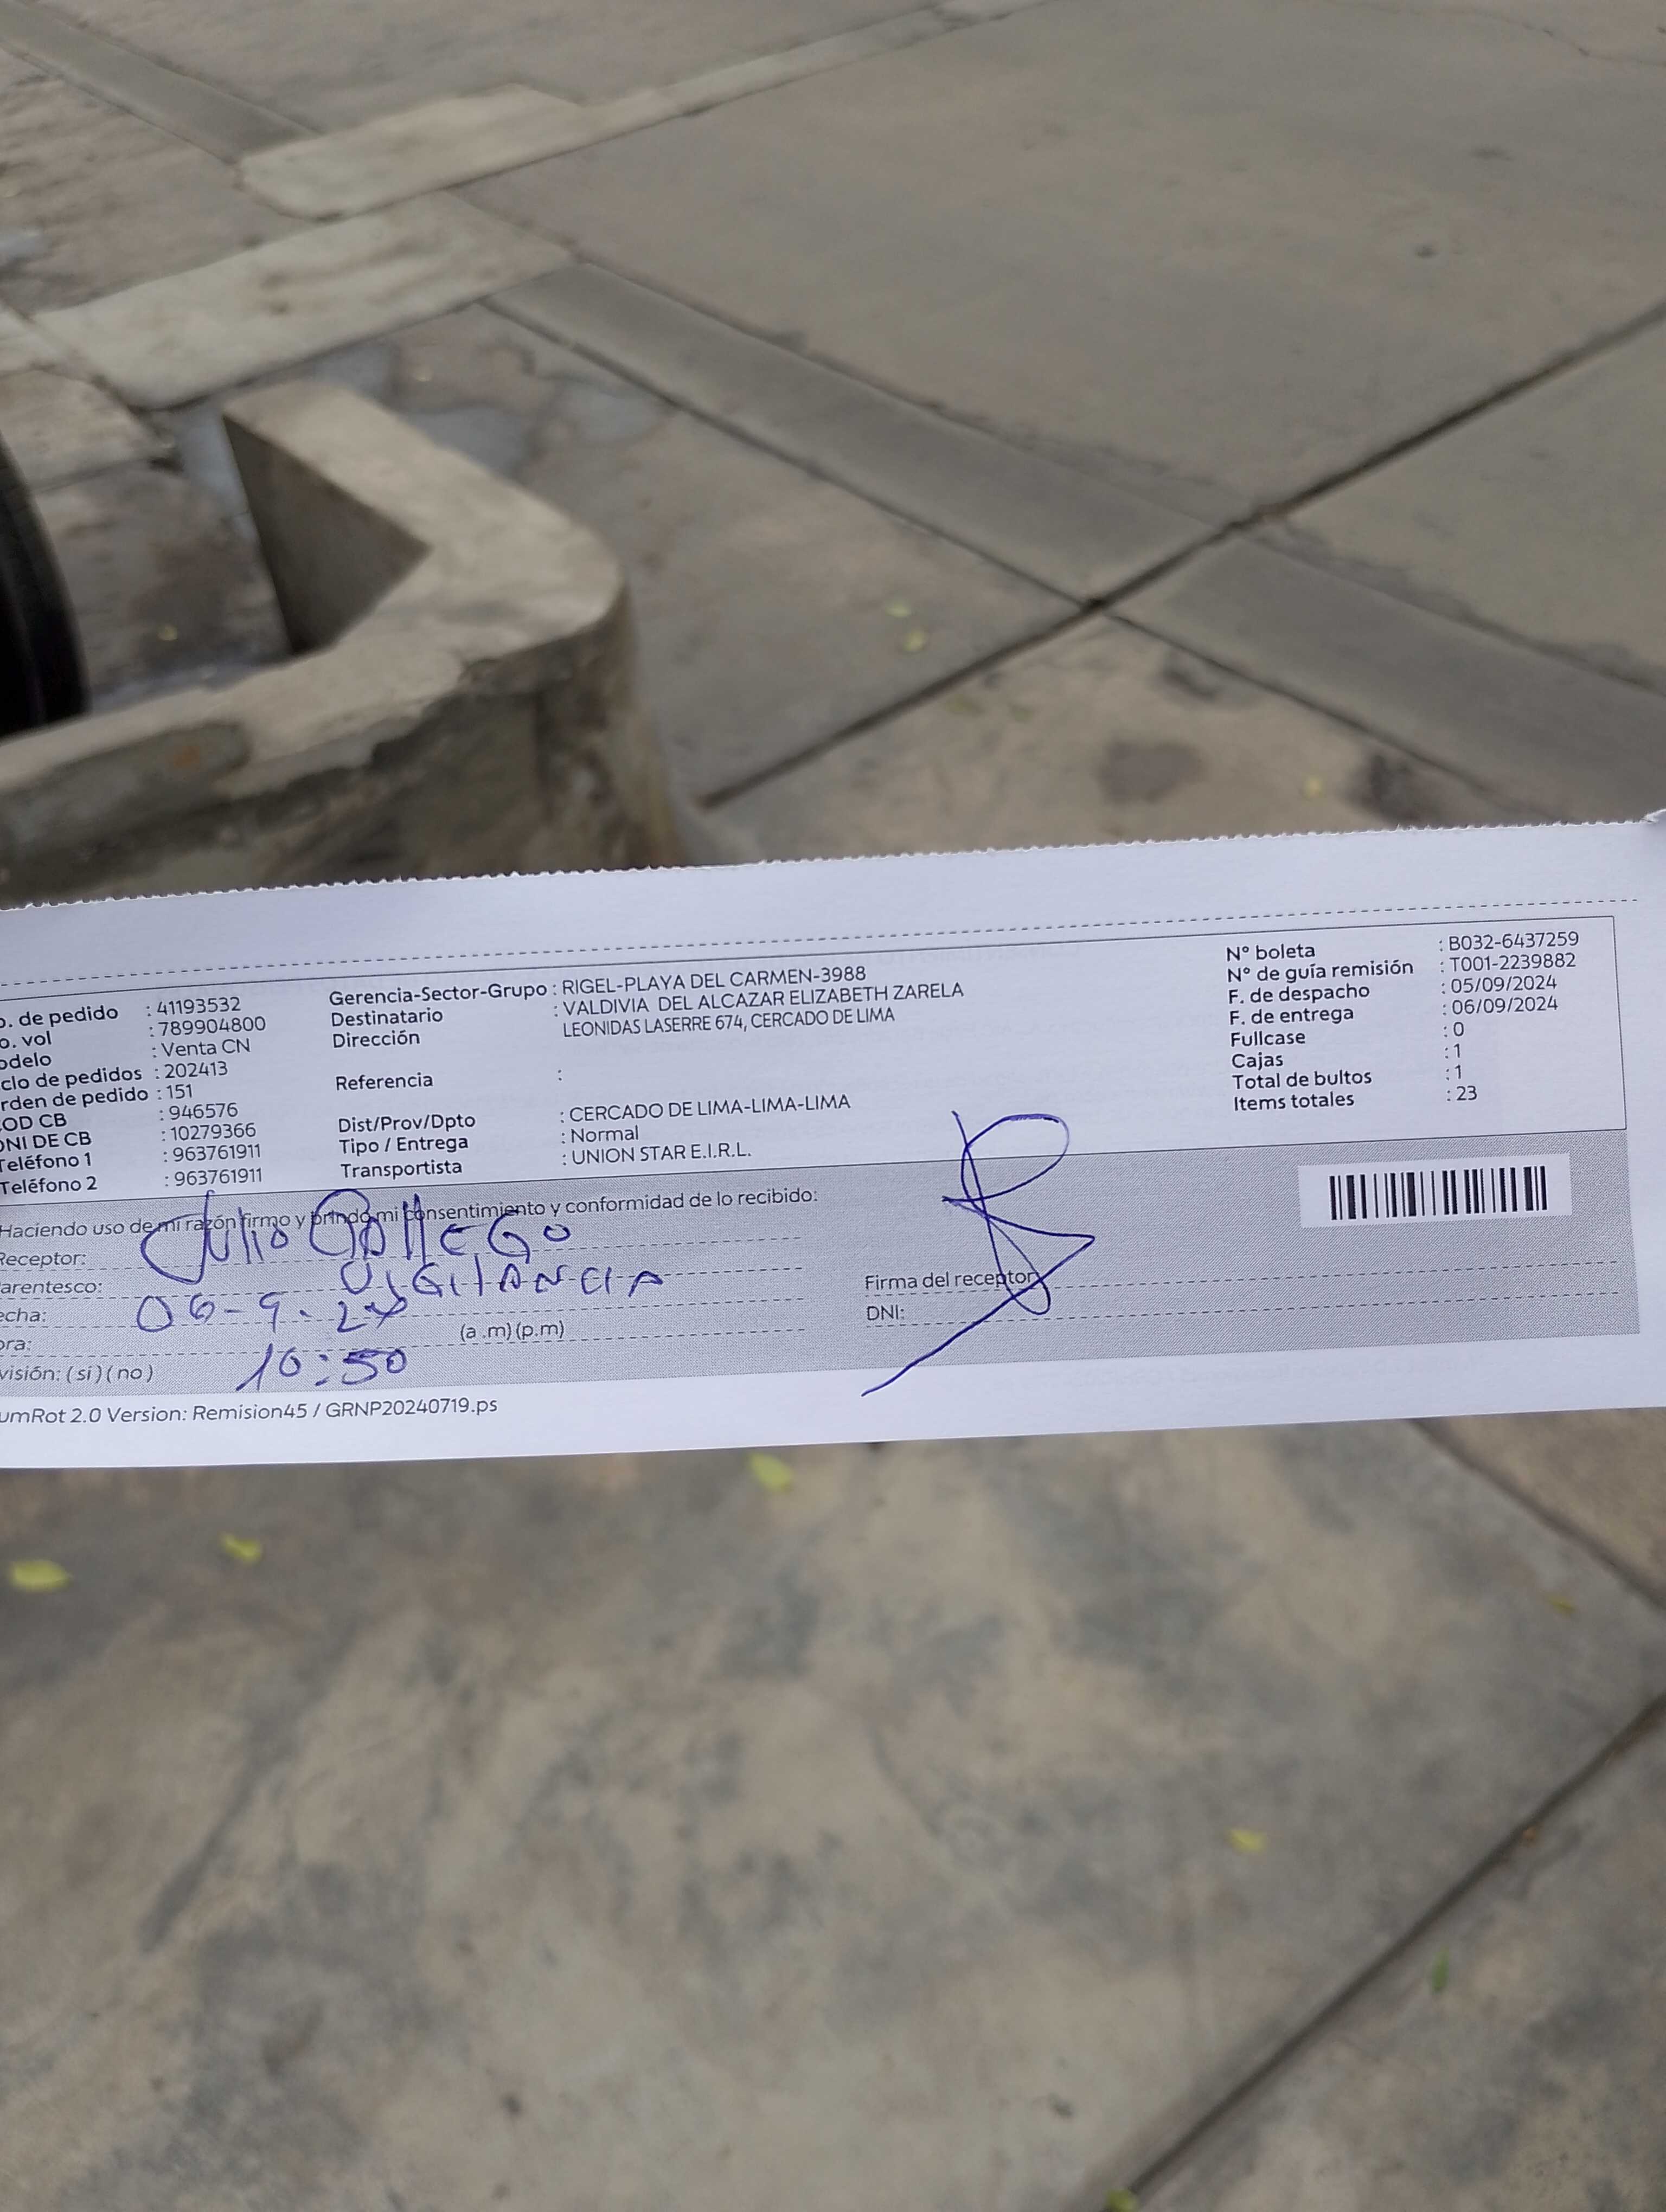 o. de pedido : 41193532
o. vol : 789904800
odelo : Venta CN
clo de pedidos : 202413
rden de pedido : 151
OD CB : 946576
NI DE CB : 10279366
Teléfono 1 : 963761911
Teléfono 2 : 963761911
Gerencia-Sector-Grupo : RIGEL-PLAYA DEL CARMEN-3988
Destinatario : VALDIVIA DEL ALCAZAR ELIZABETH ZARELA
Dirección LEONIDAS LASERRE 674, CERCADO DE LIMA
Referencia :
Dist/Prov/Dpto : CERCADO DE LIMA-LIMA-LIMA
Tipo / Entrega : Normal
Transportista : UNION STAR E.I.R.L.
N° boleta : B032-6437259
N° de guía remisión : T001-2239882
F. de despacho : 05/09/2024
F. de entrega : 06/09/2024
Fullcase : 0
Cajas : 1
Total de bultos : 1
Items totales : 23
Haciendo uso de mi razón firmo y brindo mi consentimiento y conformidad de lo recibido:
Receptor: Julio GAllEGO
arentesco: VIGILANCIA
echa: 06-9-24
ora: (a .m) (p.m)
visión: ( si ) ( no ) 10:50
Firma del receptor
DNI:
umRot 2.0 Version: Remision45 / GRNP20240719.ps